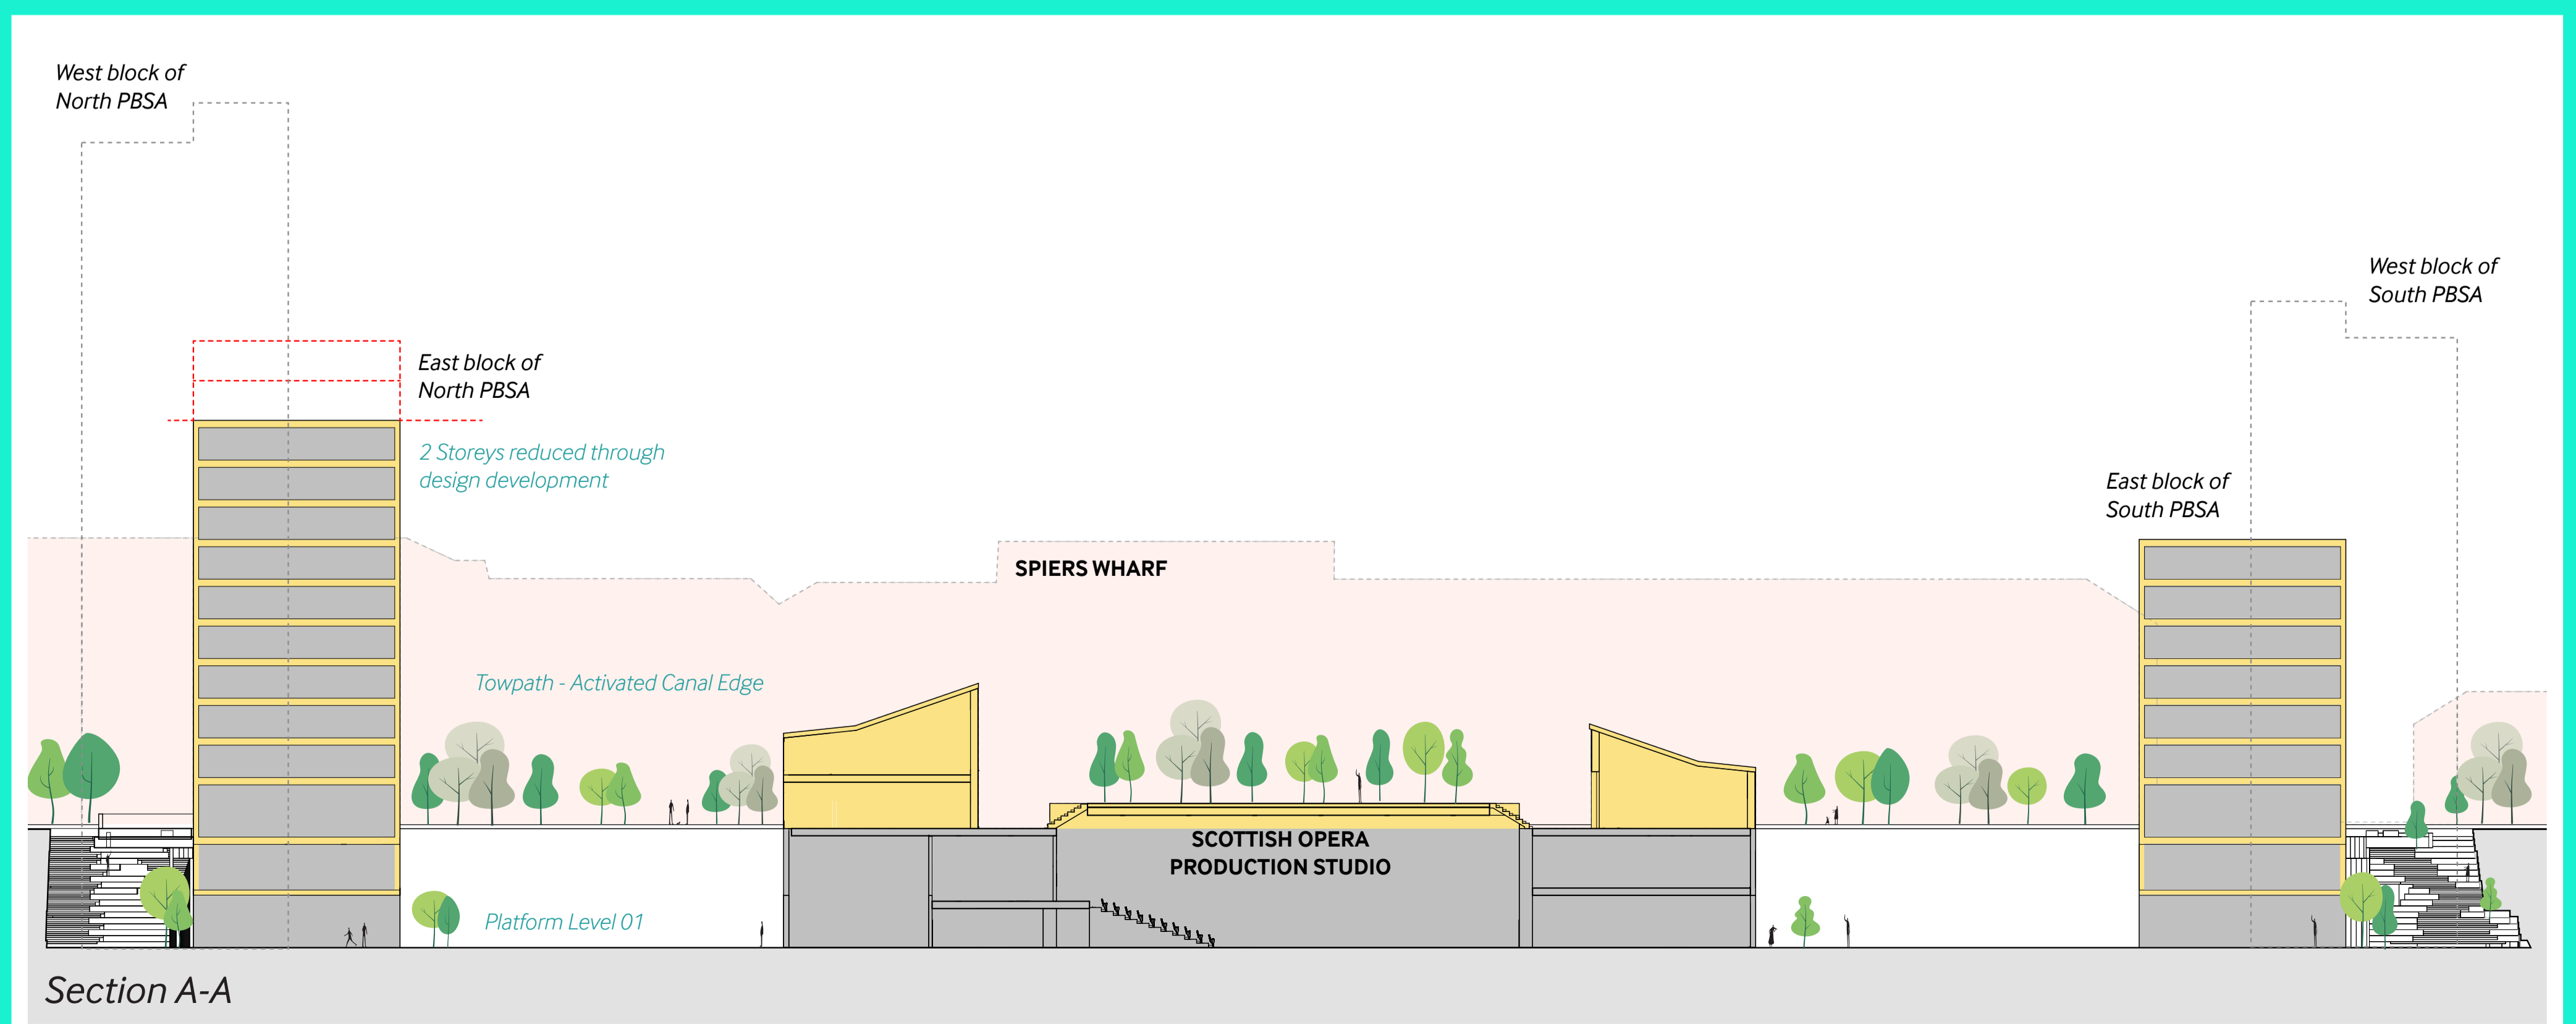 West block of
North PBSA
West block of
South PBSA
East block of
North PBSA
2 Storeys reduced through
design development
East block of
South PBSA
SPIERS WHARF
Towpath - Activated Canal Edge
SCOTTISH OPERA
PRODUCTION STUDIO
Platform Level 01
Section A-A